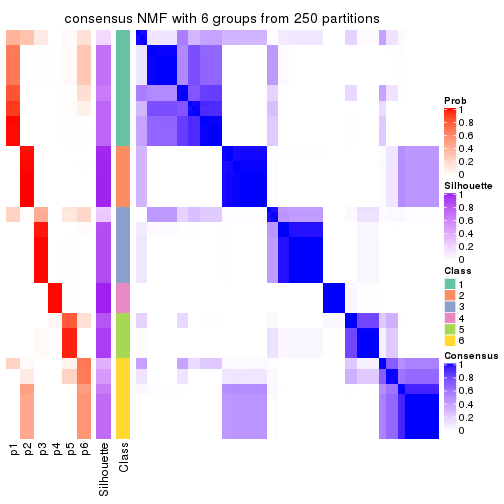 consensus NMF with 6 groups from 250 partitions
Prob
1
0.8
0.6
0.4
0.2
0
Silhouette
1
0.8
0.6
0.4
0.2
0
Class
1
2
3
4
5
6
Consensus
1
0.8
0.6
0.4
0.2
0
p1
p2
p3
p4
p5
p6
Silhouette
Class